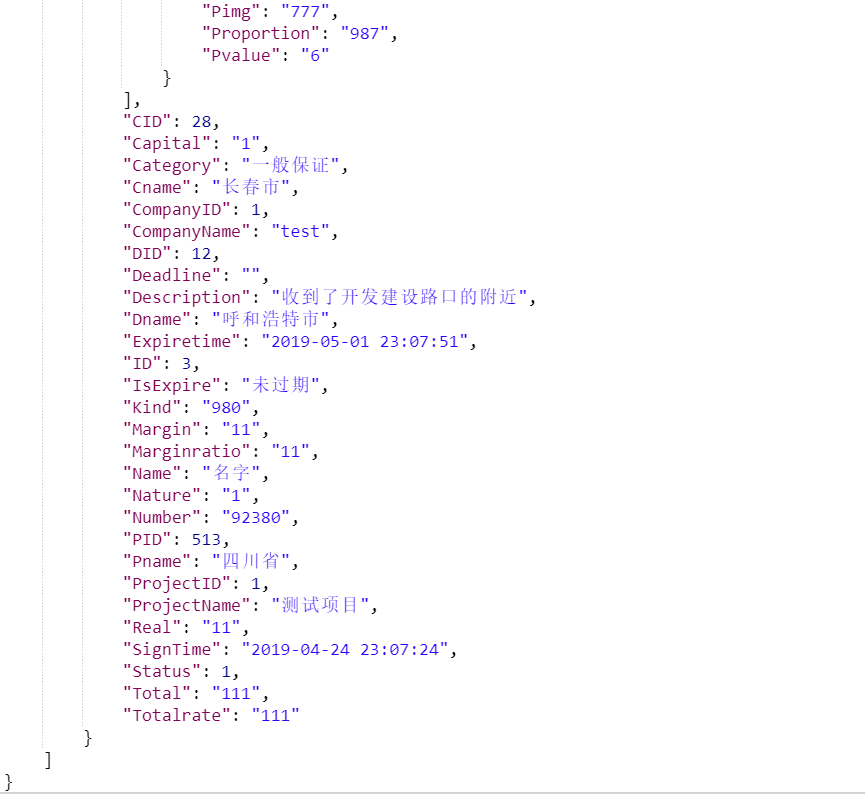 "Pimg": "777",
"Proportion": "987",
"Pvalue": "6"
}
],
"CID": 28,
"Capital": "1",
"Category": "一般保证",
"Cname": "长春市",
"CompanyID": 1,
"CompanyName": "test",
"DID": 12,
"Deadline": "",
"Description": "收到了开发建设路口的附近",
"Dname": "呼和浩特市",
"Expiretime": "2019-05-01 23:07:51",
"ID": 3,
"IsExpire": "未过期",
"Kind": "980",
"Margin": "11",
"Marginratio": "11",
"Name": "名字",
"Nature": "1",
"Number": "92380",
"PID": 513,
"Pname": "四川省",
"ProjectID": 1,
"ProjectName": "测试项目",
"Real": "11",
"SignTime": "2019-04-24 23:07:24",
"Status": 1,
"Total": "111",
"Totalrate": "111"
}
]
}